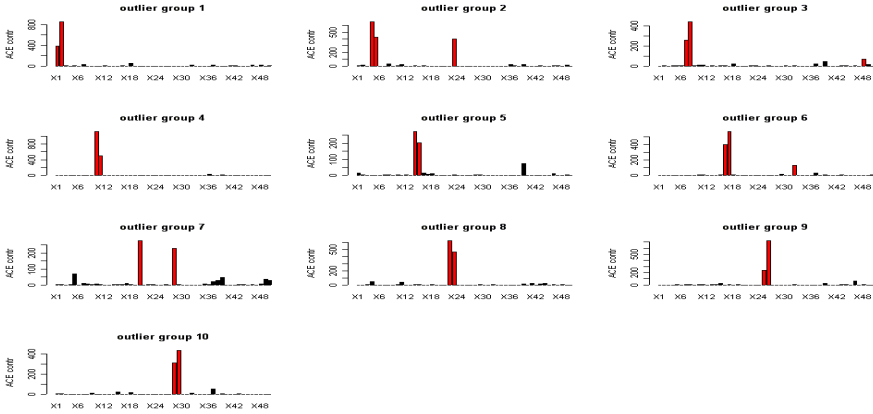 outlier group 1
ACE contr
0 400 800
X1 X6 X12 X18 X24 X30 X36 X42 X48
outlier group 2
ACE contr
0 200 400 600
X1 X6 X12 X18 X24 X30 X36 X42 X48
outlier group 3
ACE contr
0 200 400
X1 X6 X12 X18 X24 X30 X36 X42 X48
outlier group 4
ACE contr
0 400 800
X1 X6 X12 X18 X24 X30 X36 X42 X48
outlier group 5
ACE contr
0 100 200
X1 X6 X12 X18 X24 X30 X36 X42 X48
outlier group 6
ACE contr
0 200 400
X1 X6 X12 X18 X24 X30 X36 X42 X48
outlier group 7
ACE contr
0 100 200
X1 X6 X12 X18 X24 X30 X36 X42 X48
outlier group 8
ACE contr
0 200 500
X1 X6 X12 X18 X24 X30 X36 X42 X48
outlier group 9
ACE contr
0 200 500
X1 X6 X12 X18 X24 X30 X36 X42 X48
outlier group 10
ACE contr
0 200 400
X1 X6 X12 X18 X24 X30 X36 X42 X48